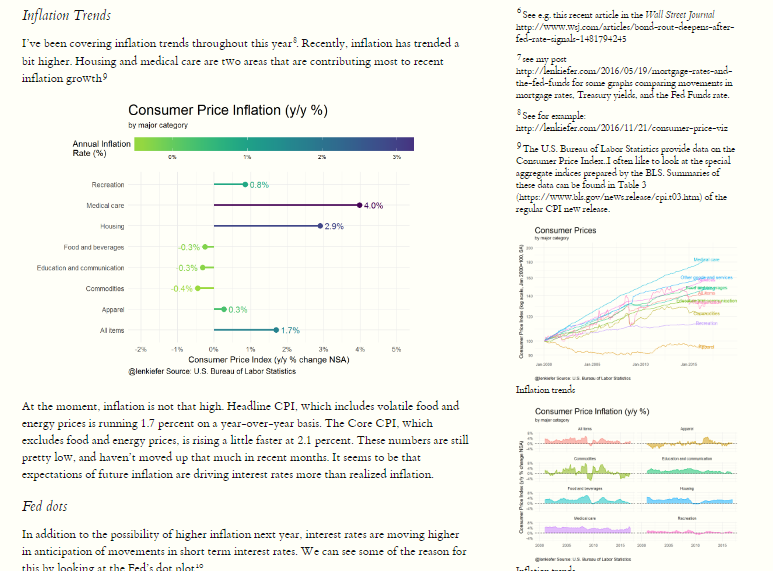 Inflation Trends
I've been covering inflation trends throughout this year8. Recently, inflation has trended a
bit higher. Housing and medical care are two areas that are contributing most to recent
inflation growth9
Consumer Price Inflation (y/y %)
by major category
Annual Inflation
Rate (%)
0% 1% 2% 3%
Recreation 0.8%
Medical care 4.0%
Housing 2.9%
Food and beverages -0.3%
Education and communication -0.3%
Commodities -0.4%
Apparel 0.3%
All items 1.7%
-2% -1% 0% 1% 2% 3% 4% 5%
Consumer Price Index (y/y % change NSA)
@lenkiefer Source: U.S. Bureau of Labor Statistics
At the moment, inflation is not that high. Headline CPI, which includes volatile food and
energy prices is running 1.7 percent on a year-over-year basis. The Core CPI, which
excludes food and energy prices, is rising a little faster at 2.1 percent. These numbers are still
pretty low, and haven't moved up that much in recent months. It seems to be that
expectations of future inflation are driving interest rates more than realized inflation.
Fed dots
In addition to the possibility of higher inflation next year, interest rates are moving higher
in anticipation of movements in short term interest rates. We can see some of the reason for
this by looking at the Fed's dot plot10
6 See e.g. this recent article in the Wall Street Journal
http://www.wsj.com/articles/bond-rout-deepens-after-
fed-rate-signals-1481794245
7 see my post
http://lenkiefer.com/2016/05/19/mortgage-rates-and-
the-fed-funds for some graphs comparing movements in
mortgage rates, Treasury yields, and the Fed Funds rate.
8 See for example:
http://lenkiefer.com/2016/11/21/consumer-price-viz
9 The U.S. Bureau of Labor Statistics provide data on the
Consumer Price Index. I often like to look at the special
aggregate indices prepared by the BLS. Summaries of
these data can be found in Table 3
(https://www.bls.gov/news.release/cpi.t03.htm) of the
regular CPI new release.
Consumer Prices
by major category
Consumer Price Index (log scale, Jan 2000=100, SA)
Medical care
Other goods and services
Recreation
Apparel
Jan 2000 Jan 2005 Jan 2010 Jan 2015
@lenkiefer Source: U.S. Bureau of Labor Statistics
Inflation trends
Consumer Price Inflation (y/y %)
by major category
Consumer Price Index (y/y % change NSA)
All items Apparel
Commodities Education and communication
Food and beverages Housing
Medical care Recreation
2000 2005 2010 2015 2000 2005 2010 2015
@lenkiefer Source: U.S. Bureau of Labor Statistics
Inflation trends